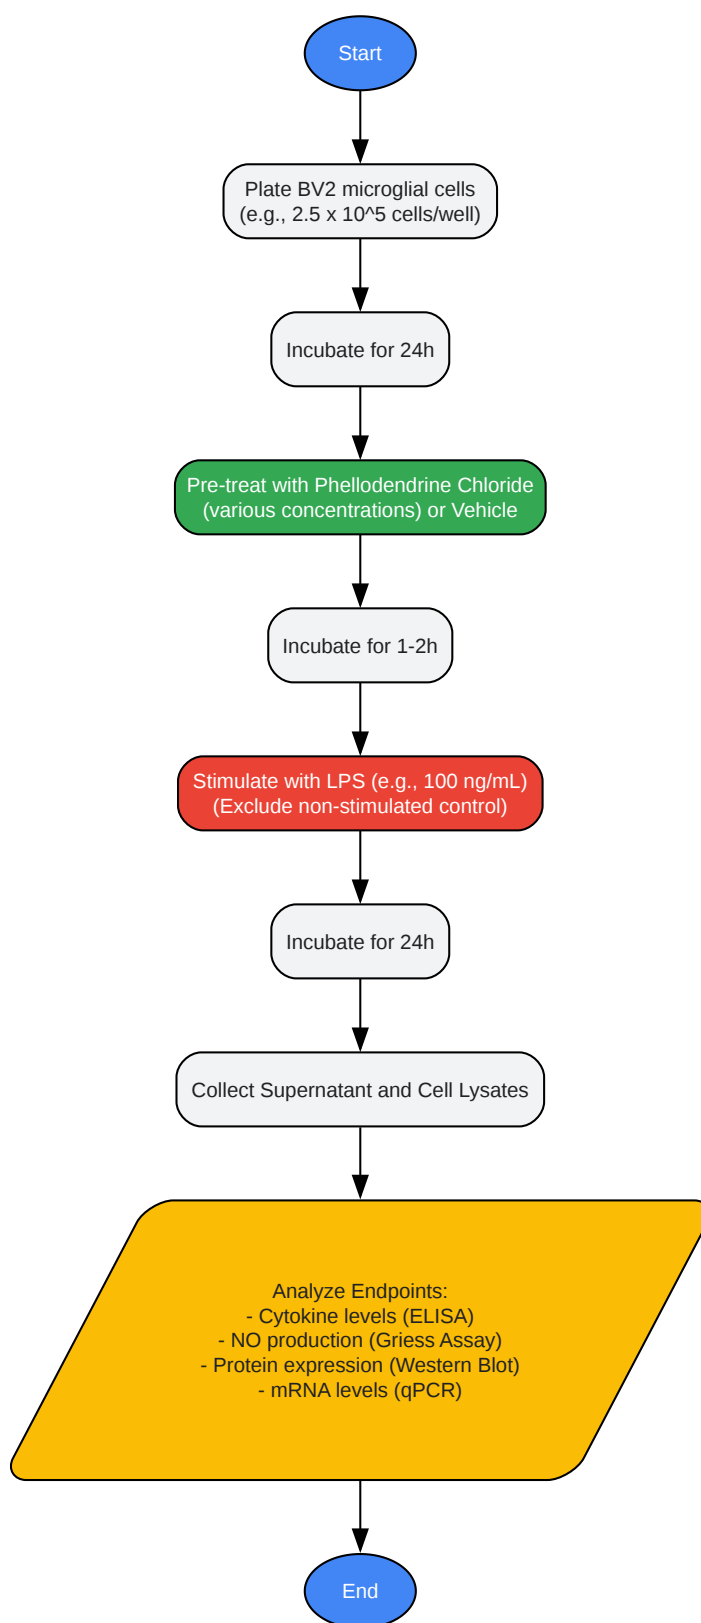 Start
Plate BV2 microglial cells
(e.g., 2.5 x 10^5 cells/well)
Incubate for 24h
Pre-treat with Phellodendrine Chloride
(various concentrations) or Vehicle
Incubate for 1-2h
Stimulate with LPS (e.g., 100 ng/mL)
(Exclude non-stimulated control)
Incubate for 24h
Collect Supernatant and Cell Lysates
Analyze Endpoints:
- Cytokine levels (ELISA)
- NO production (Griess Assay)
- Protein expression (Western Blot)
- mRNA levels (qPCR)
End